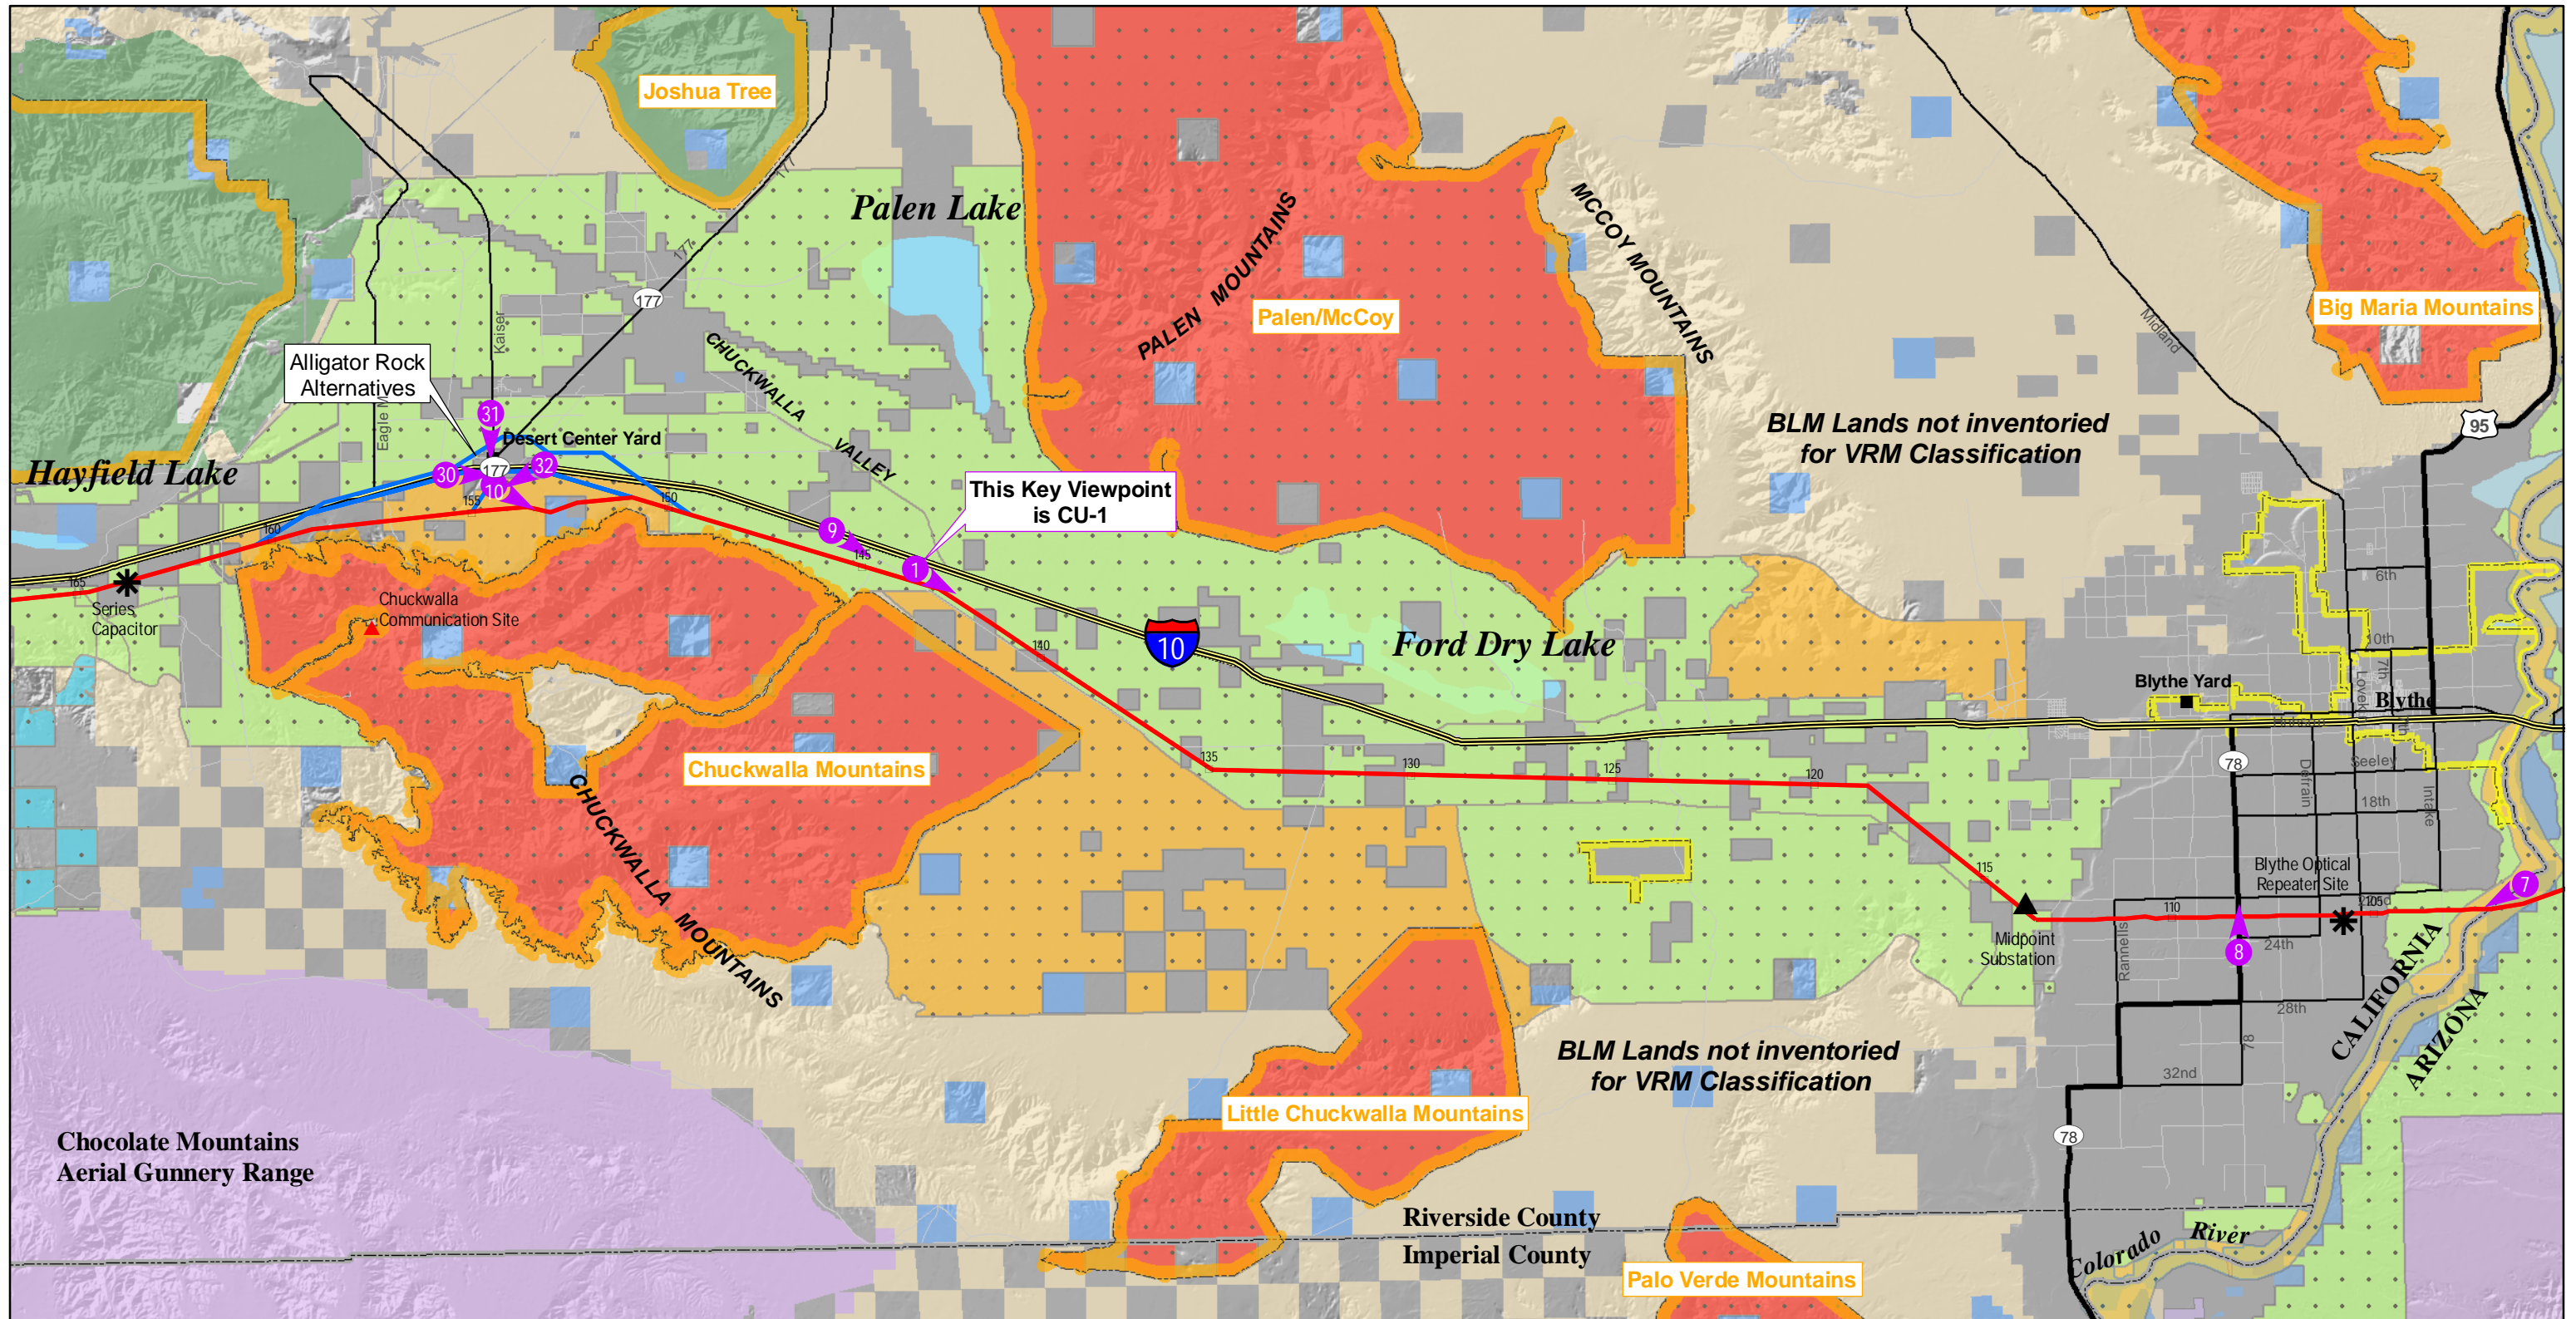 Joshua Tree
177
Palen Lake
177
177
Kaiser
PALEN MOUNTAINS
MCCOY MOUNTAINS
Palen/McCoy
Midland
Big Maria Mountains
Alligator Rock
Alternatives
CHUCKWALLA
VALLEY
31
Eagle M
Desert Center Yard
BLM Lands not inventoried
for VRM Classification
95
Hayfield Lake
30
177
32
10
155
150
This Key Viewpoint
is CU-1
160
9
145
1
165
Series
Capacitor
Chuckwalla
Communication Site
140
10
Ford Dry Lake
6th
10th
7th
Blythe Yard
Blythe
135
130
125
120
78
Defrain
Seeley
18th
Intake
Chuckwalla Mountains
CHUCKWALLA MOUNTAINS
115
Blythe Optical
Repeater Site
7
110
105
Midpoint
Substation
Rannells
8
24th
28th
CALIFORNIA
ARIZONA
BLM Lands not inventoried
for VRM Classification
78
32nd
Little Chuckwalla Mountains
Chocolate Mountains
Aerial Gunnery Range
78
Riverside County
Imperial County
Colorado River
Palo Verde Mountains